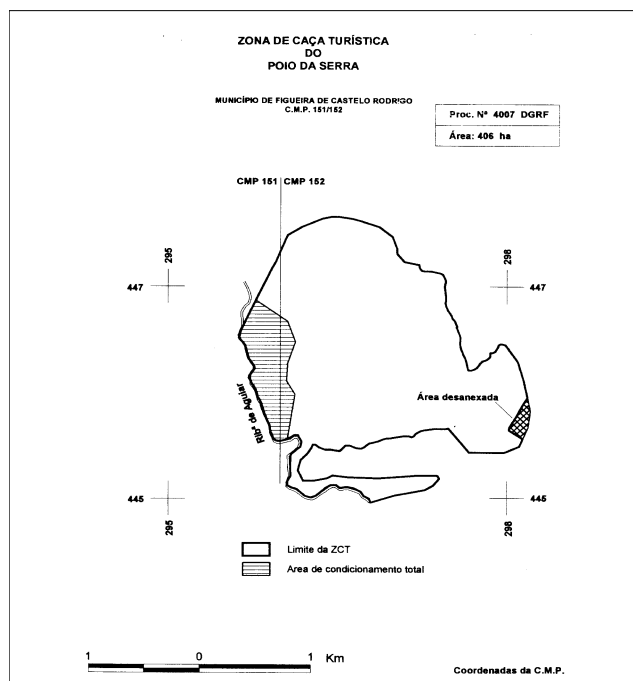 ZONA DE CAÇA TURÍSTICA
DO
POIO DA SERRA
MUNICÍPIO DE FIGUEIRA DE CASTELO RODRIGO
C.M.P. 151/152
Proc. Nº 4007 DGRF
Área: 406 ha
CMP 151 CMP 152
295
298
447
447
Ribª de Aguiar
Área desanexada
445
445
295
298
Limite da ZCT
Area de condicionamento total
1 0 1 Km
Coordenadas da C.M.P.